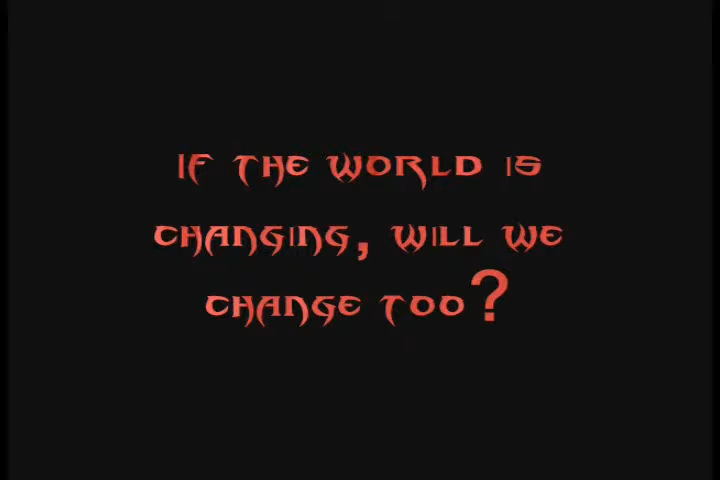 If the world is
changing, will we
change too?